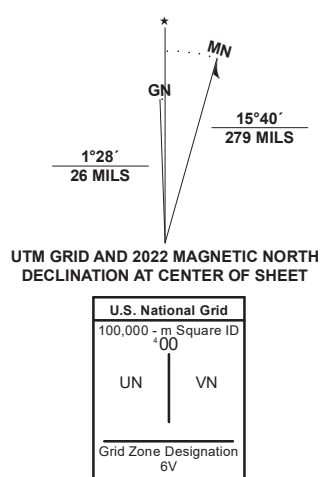 ★
MN
GN
1°28´
26 MILS
15°40´
279 MILS
UTM GRID AND 2022 MAGNETIC NORTH
DECLINATION AT CENTER OF SHEET
U.S. National Grid
100,000 - m Square ID
⁴00
UN VN
Grid Zone Designation
6V